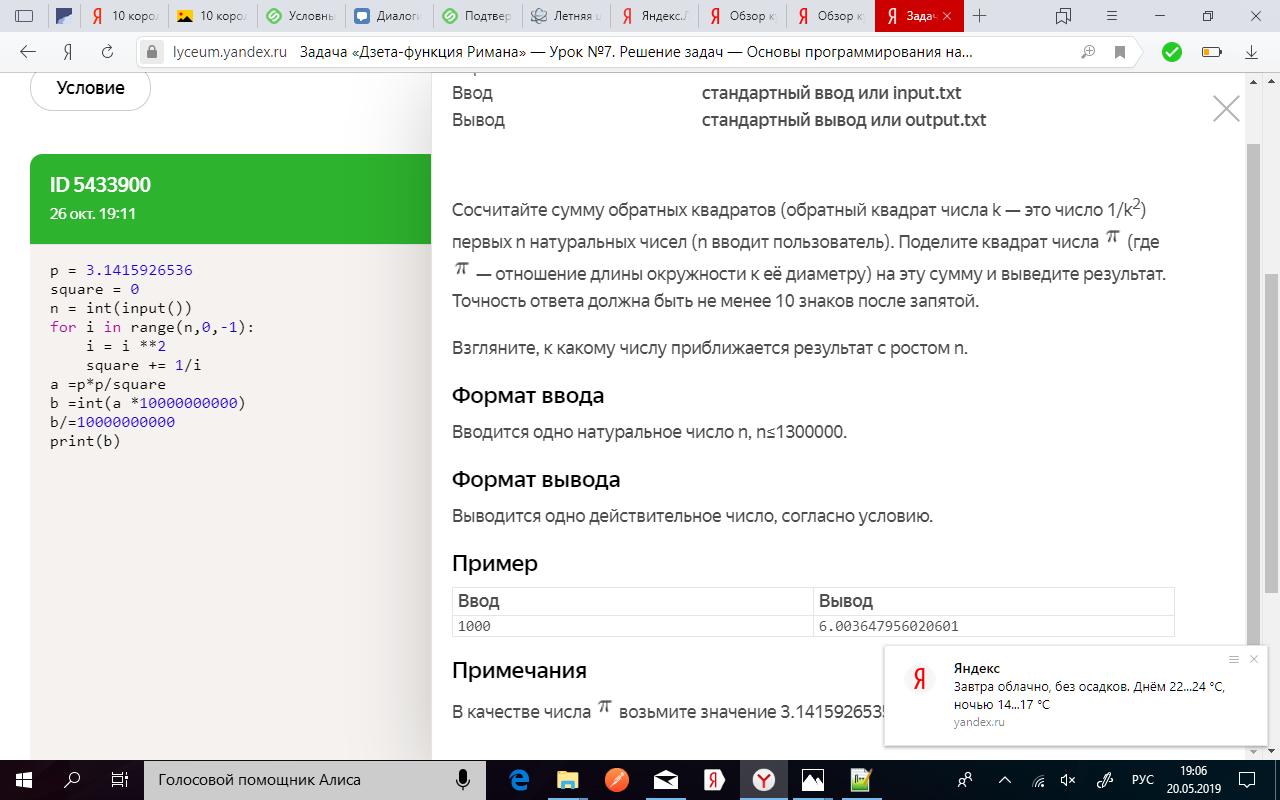 10 корол
10 корол
Условны
Диалоги
Подтвер
Летняя ш
Яндекс.Л
Обзор к
Обзор к
Задач
lyceum.yandex.ru Задача «Дзета-функция Римана» — Урок №7. Решение задач — Основы программирования на...
Условие
ID 5433900
26 окт. 19:11
p = 3.1415926536
square = 0
n = int(input())
for i in range(n,0,-1):
i = i **2
square += 1/i
a =p*p/square
b =int(a *10000000000)
b/=10000000000
print(b)
Ввод стандартный ввод или input.txt
Вывод стандартный вывод или output.txt
Сосчитайте сумму обратных квадратов (обратный квадрат числа k — это число 1/k²)
первых n натуральных чисел (n вводит пользователь). Поделите квадрат числа π (где
π — отношение длины окружности к её диаметру) на эту сумму и выведите результат.
Точность ответа должна быть не менее 10 знаков после запятой.
Взгляните, к какому числу приближается результат с ростом n.
Формат ввода
Вводится одно натуральное число n, n≤1300000.
Формат вывода
Выводится одно действительное число, согласно условию.
Пример
Ввод Вывод
1000 6.003647956020601
Примечания
В качестве числа π возьмите значение 3.1415926535
Яндекс
Завтра облачно, без осадков. Днём 22...24 °C,
ночью 14...17 °C
yandex.ru
Голосовой помощник Алиса
РУС
19:06
20.05.2019